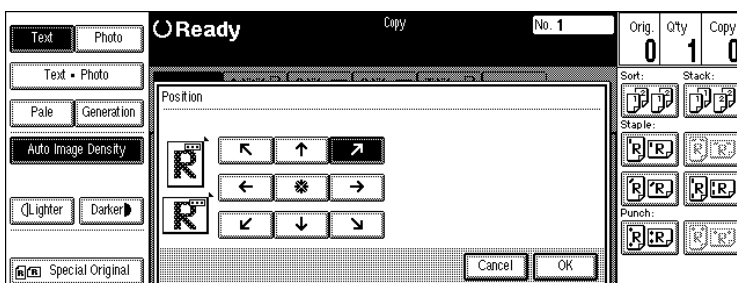 Text Photo
Text • Photo
Pale Generation
Auto Image Density
Lighter Darker
Special Original
Ready
Copy
No. 1
Position
Cancel OK
Orig. Q'ty Copy
0 1 0
Sort: Stack:
Staple:
Punch: